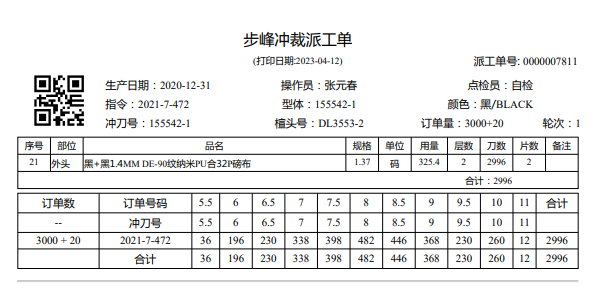 步峰冲裁派工单
(打印日期:2023-04-12)
派工单号: 0000007811
生产日期：2020-12-31 操作员：张元春 点检员：自检
指令：2021-7-472 型体：155542-1 颜色：黑/BLACK
冲刀号：155542-1 楦头号：DL3553-2 订单量：3000+20 轮次：1
序号 部位 品名 规格 单位 用量 层数 刀数 片数 备注
21 外头 黑+黑1.4MM DE-90纹纳米PU合32P磅布 1.37 码 325.4 2 2996 2
合计：2996
订单数 订单号码 5.5 6 6.5 7 7.5 8 8.5 9 9.5 10 11 合计
-- 冲刀号 5.5 6 6.5 7 7.5 8 8.5 9 9.5 10 11
3000 + 20 2021-7-472 36 196 230 338 398 482 446 368 230 260 12 2996
合计 36 196 230 338 398 482 446 368 230 260 12 2996